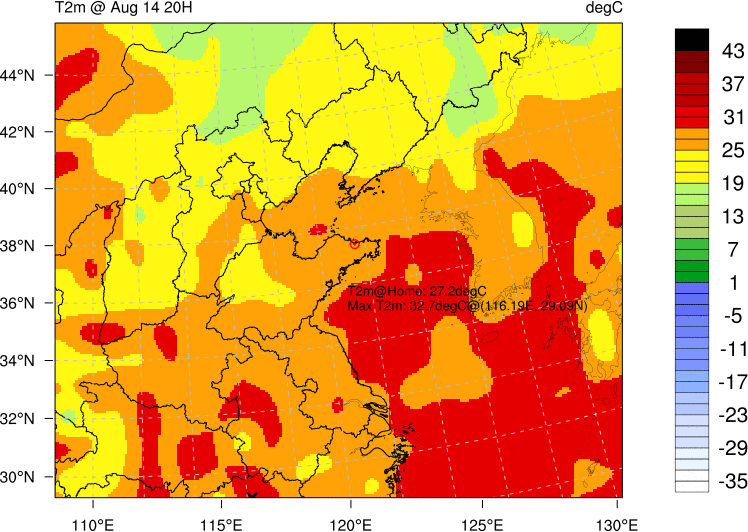 T2m @ Aug 14 20H
degC
44°N
42°N
40°N
38°N
36°N
34°N
32°N
30°N
110°E
115°E
120°E
125°E
130°E
T2m@Home: 27.2degC
Max T2m: 32.7degC@(116.19E, 29.09N)
43
37
31
25
19
13
7
1
-5
-11
-17
-23
-29
-35